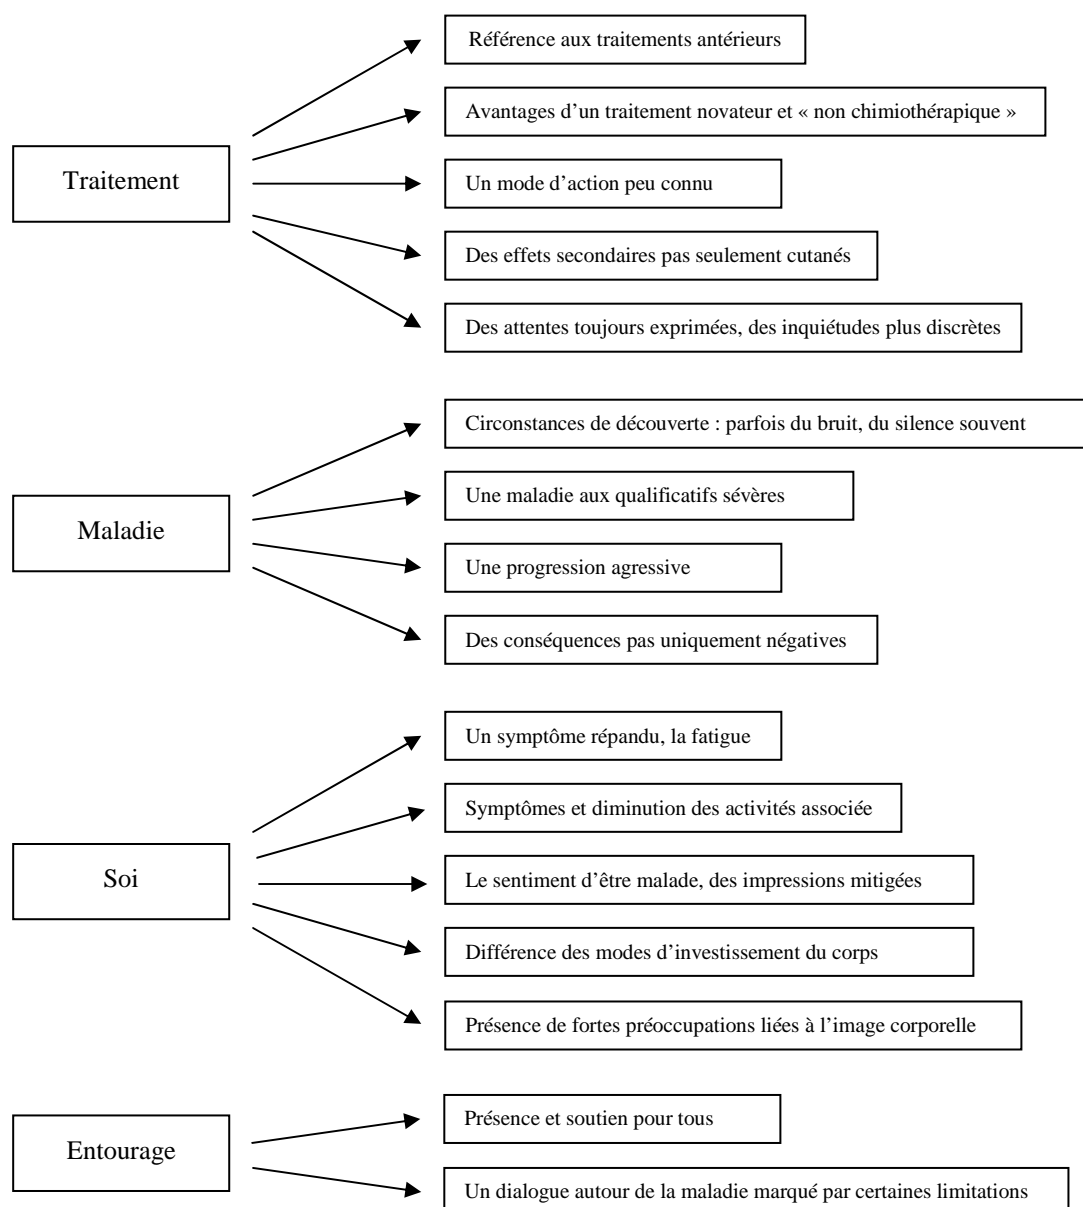 Référence aux traitements antérieurs
Avantages d’un traitement novateur et « non chimiothérapique »
Traitement
Un mode d’action peu connu
Des effets secondaires pas seulement cutanés
Des attentes toujours exprimées, des inquiétudes plus discrètes
Circonstances de découverte : parfois du bruit, du silence souvent
Une maladie aux qualificatifs sévères
Maladie
Une progression agressive
Des conséquences pas uniquement négatives
Un symptôme répandu, la fatigue
Symptômes et diminution des activités associée
Soi
Le sentiment d’être malade, des impressions mitigées
Différence des modes d’investissement du corps
Présence de fortes préoccupations liées à l’image corporelle
Présence et soutien pour tous
Entourage
Un dialogue autour de la maladie marqué par certaines limitations